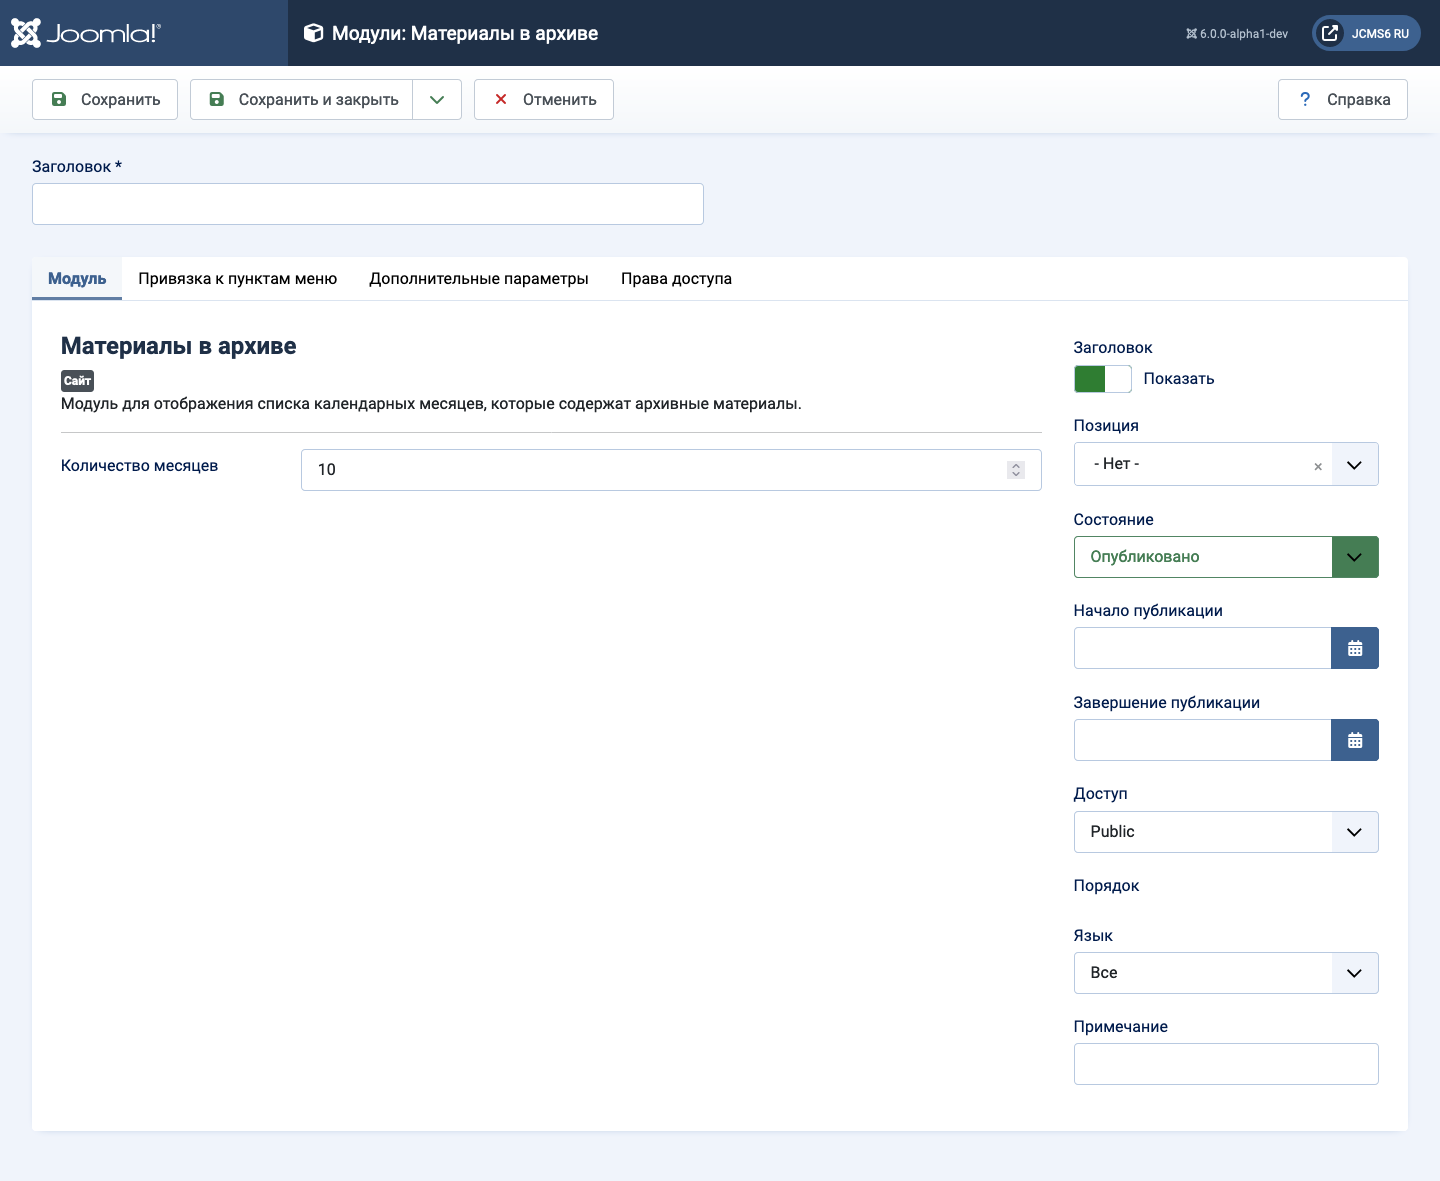 Joomla!®
Модули: Материалы в архиве
6.0.0-alpha1-dev
JCMS6 RU
Сохранить
Сохранить и закрыть
Отменить
? Справка
Заголовок *
Модуль
Привязка к пунктам меню
Дополнительные параметры
Права доступа
Материалы в архиве
Сайт
Модуль для отображения списка календарных месяцев, которые содержат архивные материалы.
Количество месяцев
10
Заголовок
Показать
Позиция
- Нет -
Состояние
Опубликовано
Начало публикации
Завершение публикации
Доступ
Public
Порядок
Язык
Все
Примечание